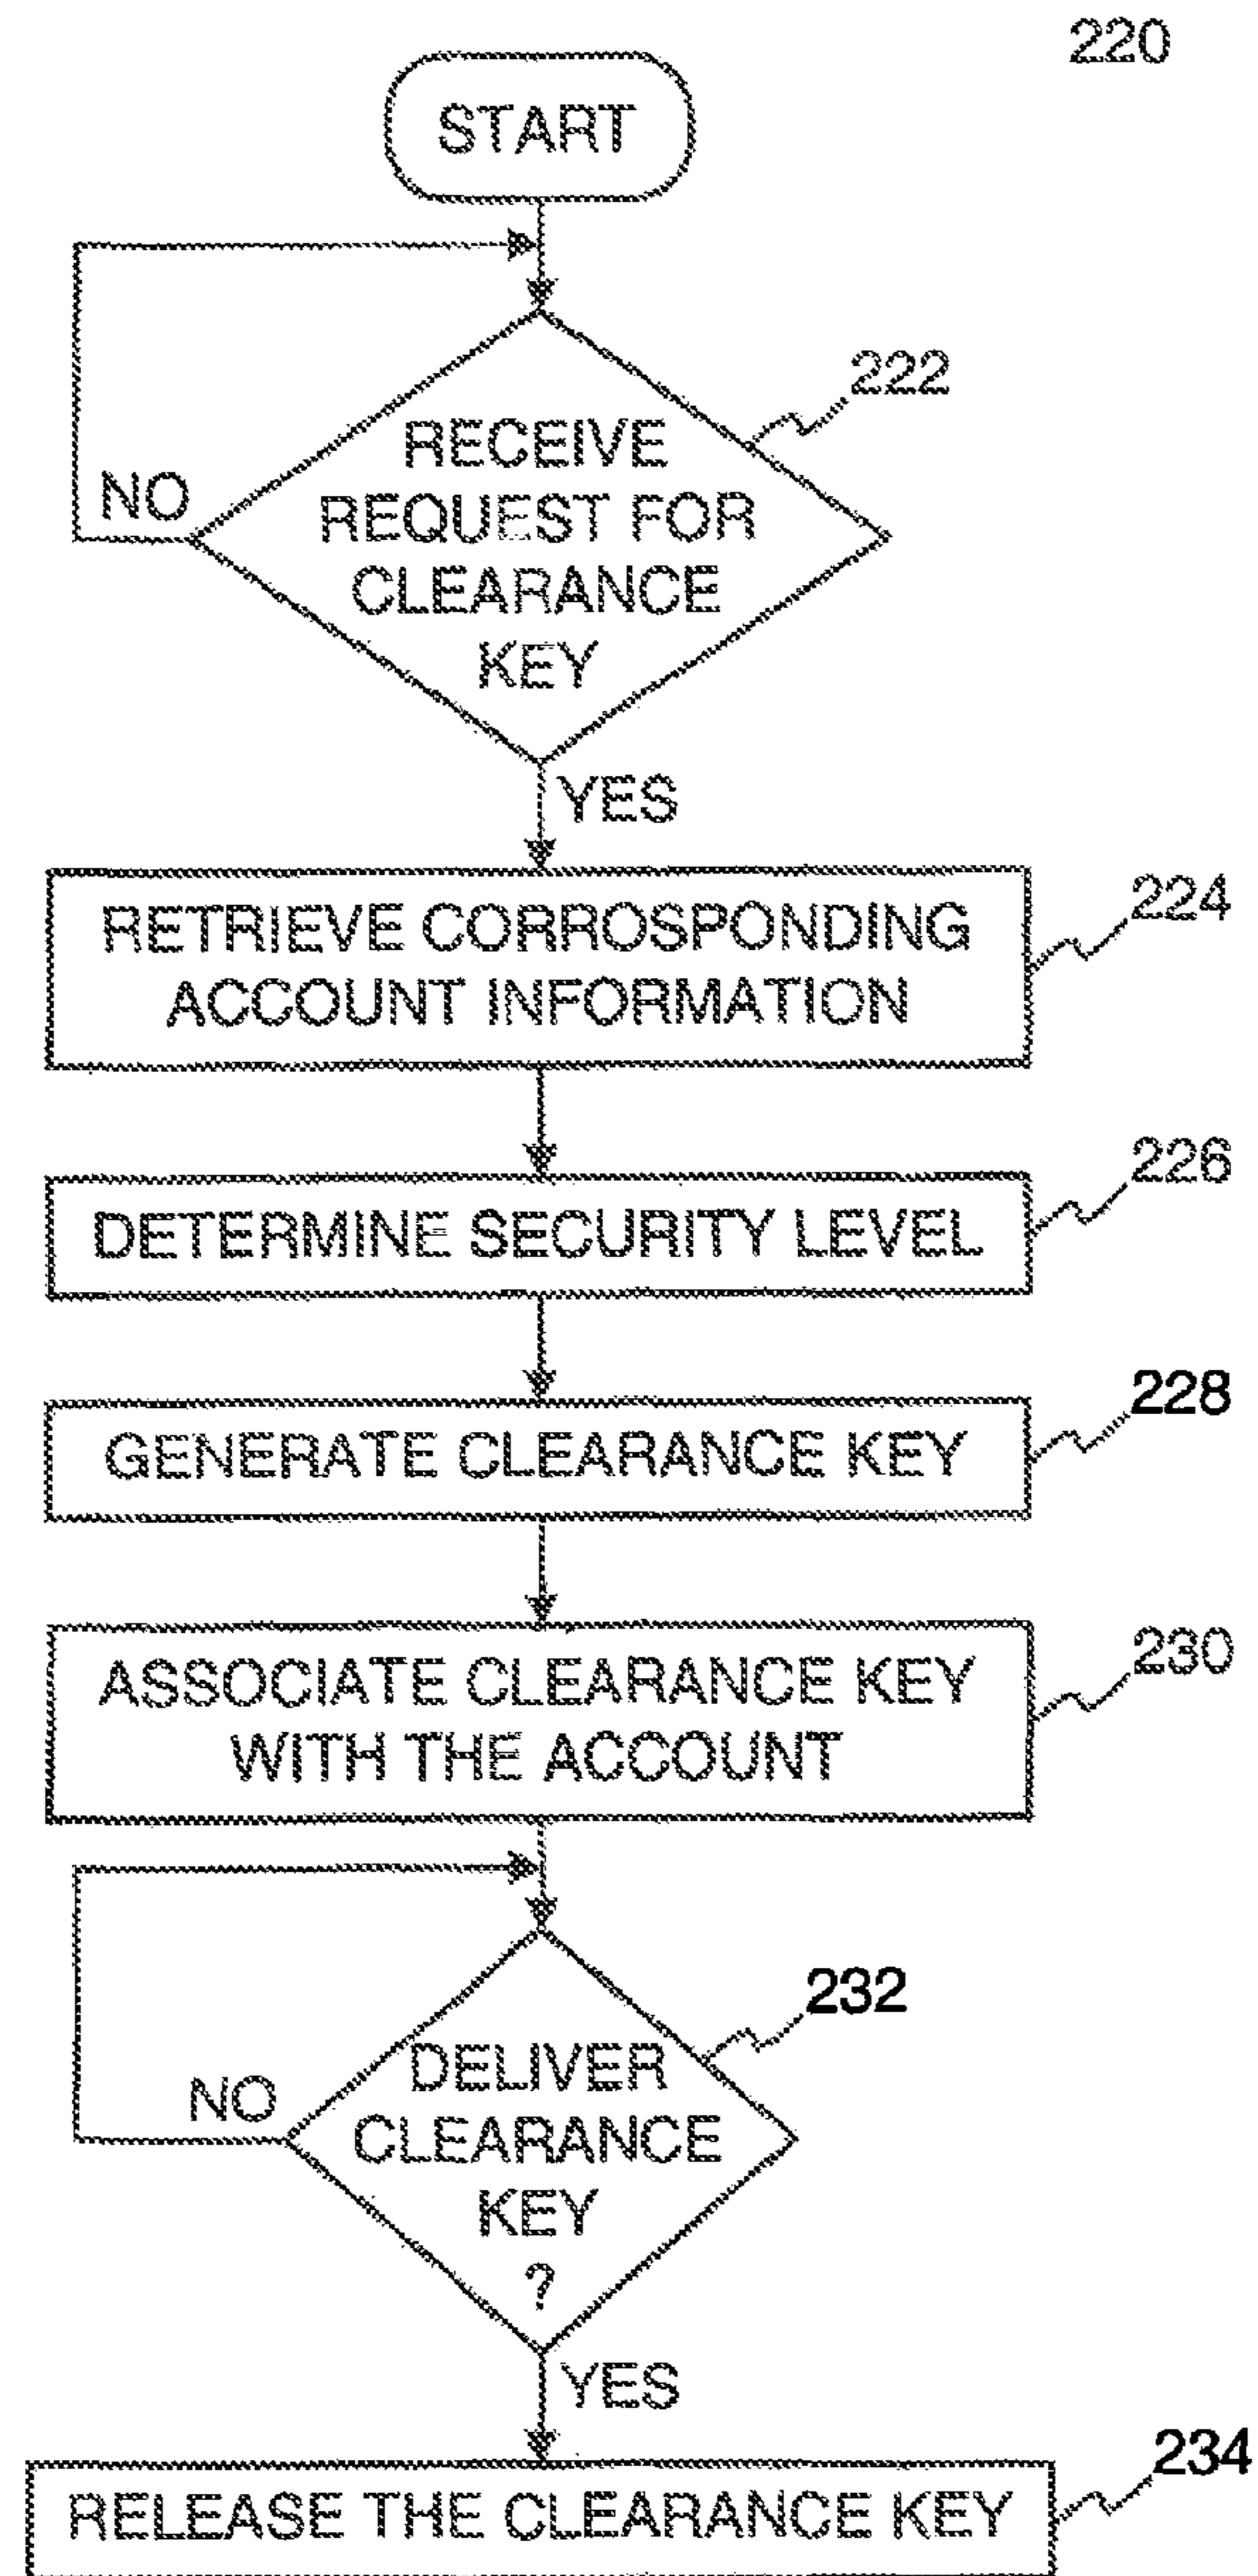 220
START
222
RECEIVE
REQUEST FOR
CLEARANCE
KEY
NO
YES
RETRIEVE CORROSPONDING
ACCOUNT INFORMATION
224
DETERMINE SECURITY LEVEL
226
GENERATE CLEARANCE KEY
228
ASSOCIATE CLEARANCE KEY
WITH THE ACCOUNT
230
232
DELIVER
CLEARANCE
KEY
?
NO
YES
RELEASE THE CLEARANCE KEY
234